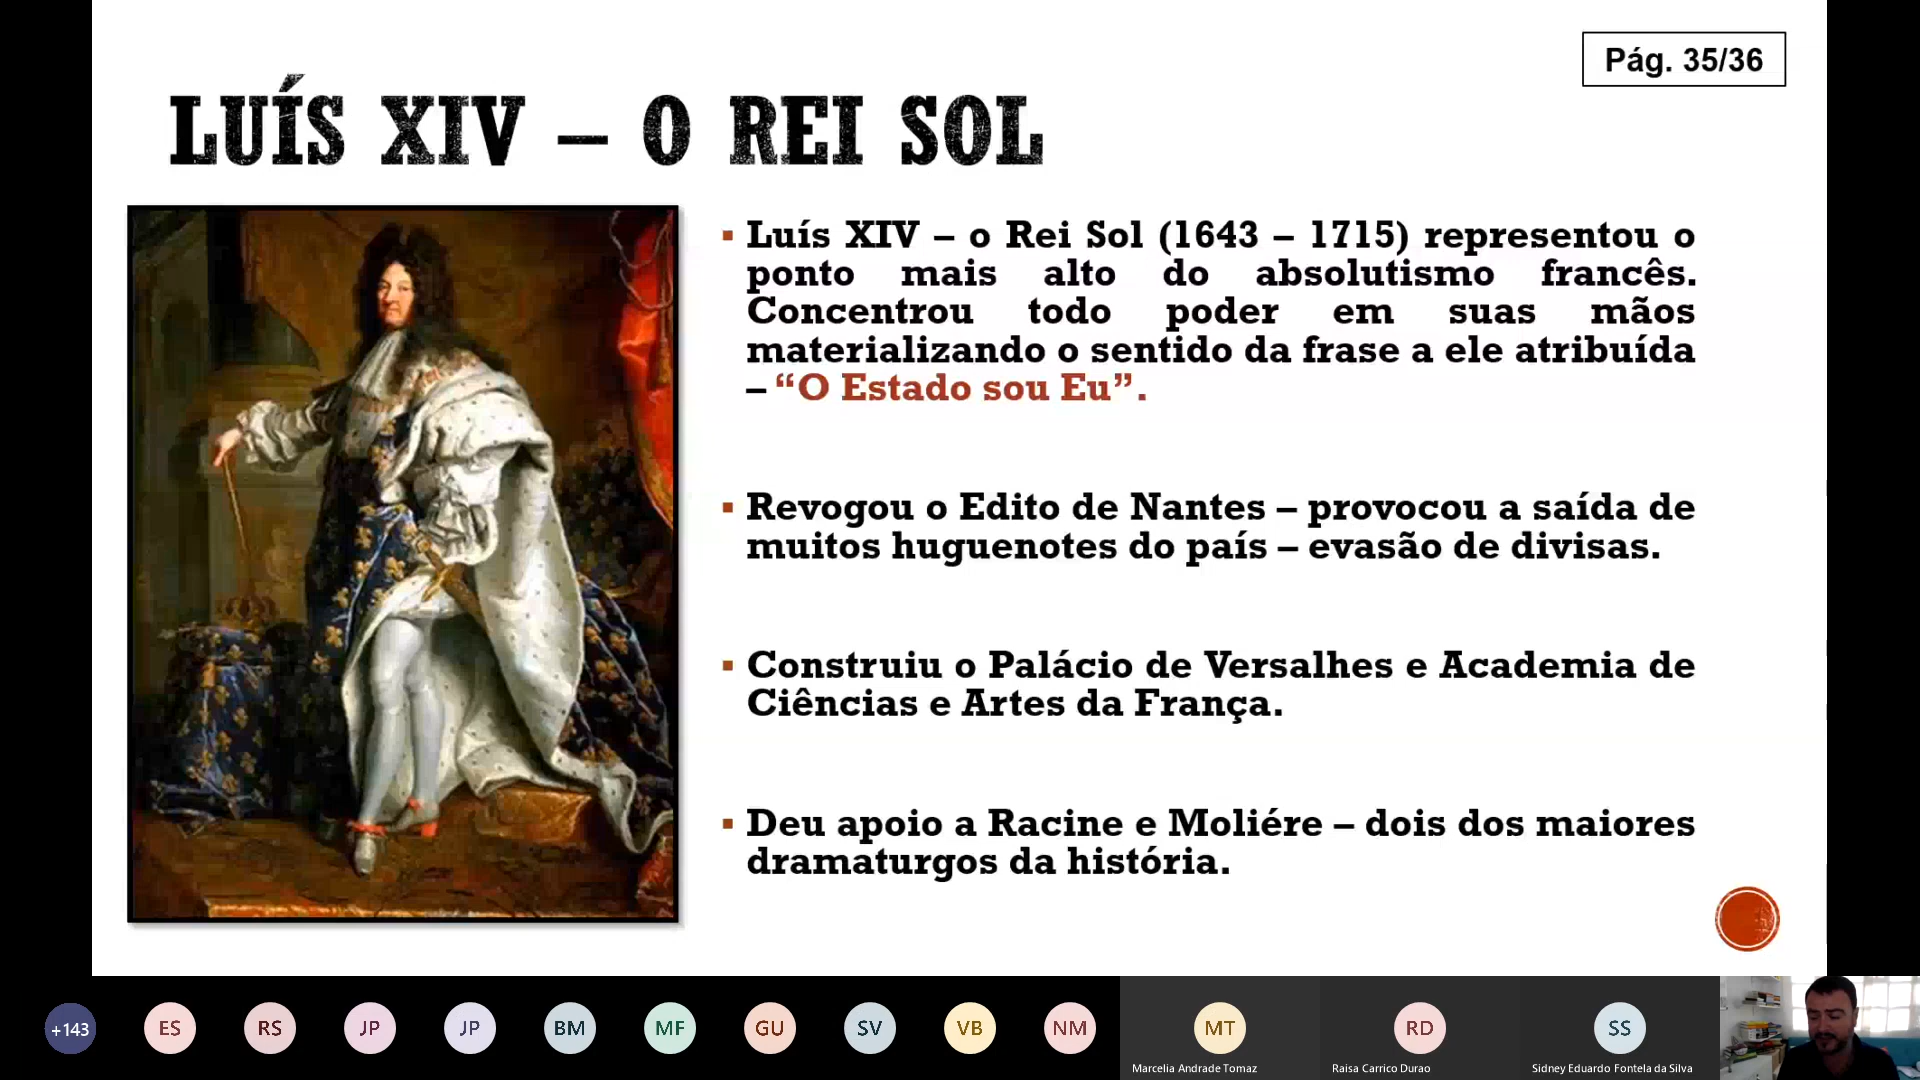 Pág. 35/36
LUÍS XIV – O REI SOL
▪ Luís XIV – o Rei Sol (1643 – 1715) representou o
ponto mais alto do absolutismo francês.
Concentrou todo poder em suas mãos
materializando o sentido da frase a ele atribuída
– “O Estado sou Eu”.
▪ Revogou o Edito de Nantes – provocou a saída de
muitos huguenotes do país – evasão de divisas.
▪ Construiu o Palácio de Versalhes e Academia de
Ciências e Artes da França.
▪ Deu apoio a Racine e Moliére – dois dos maiores
dramaturgos da história.
+143 ES RS JP JP BM MF GU SV VB NM MT RD SS
Marcelia Andrade Tomaz Raisa Carrico Durao Sidney Eduardo Fontela da Silva